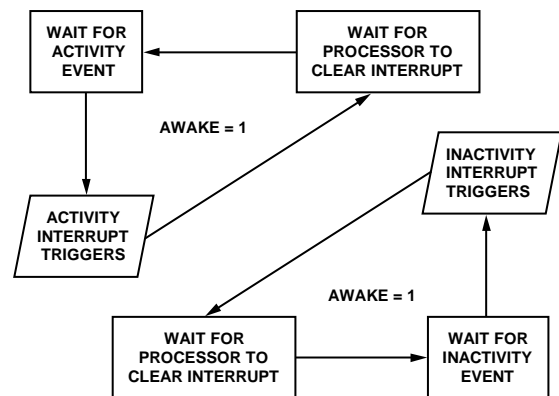 WAIT FOR
ACTIVITY
EVENT
WAIT FOR
PROCESSOR TO
CLEAR INTERRUPT
AWAKE = 1
ACTIVITY
INTERRUPT
TRIGGERS
INACTIVITY
INTERRUPT
TRIGGERS
AWAKE = 1
WAIT FOR
PROCESSOR TO
CLEAR INTERRUPT
WAIT FOR
INACTIVITY
EVENT